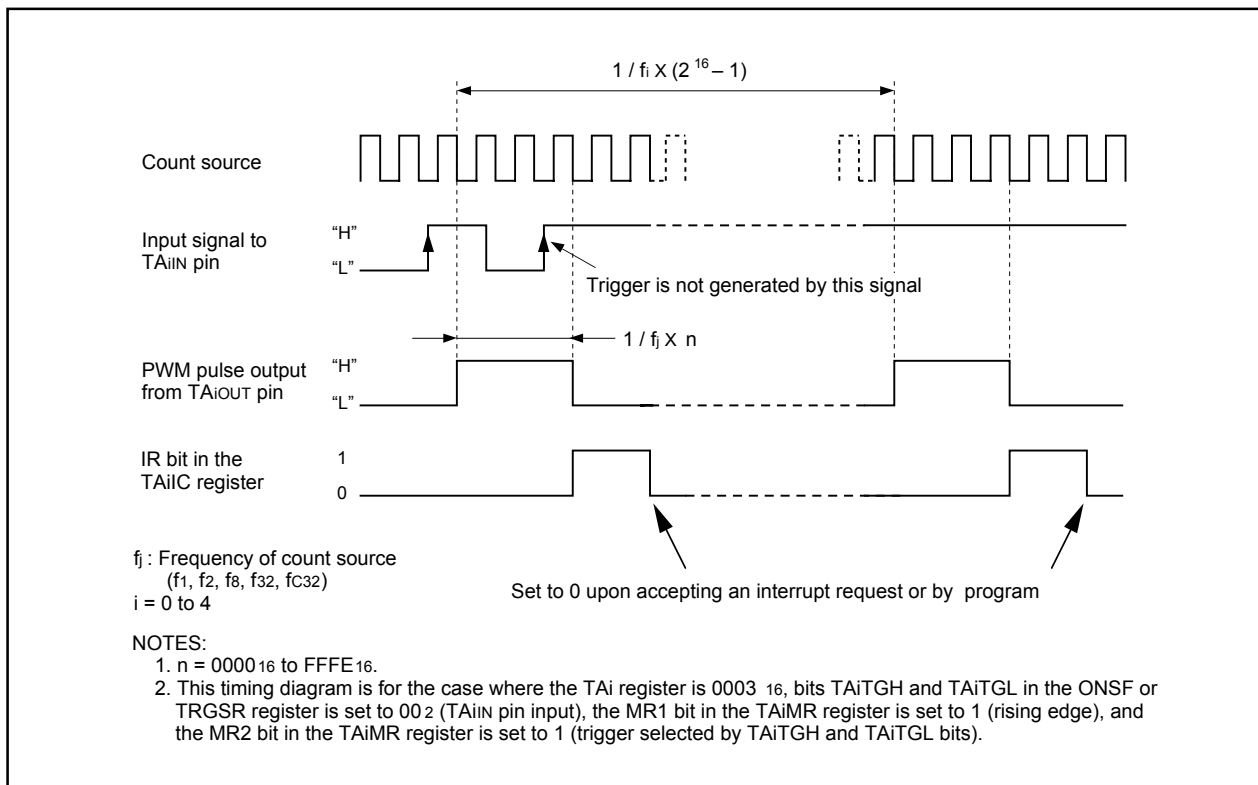 1 / fi X (2 16 – 1)
Count source
Input signal to
TAiIN pin
“H”
“L”
Trigger is not generated by this signal
1 / fj X n
PWM pulse output
from TAiOUT pin
“H”
“L”
IR bit in the
TAiIC register
1
0
fj : Frequency of count source
(f1, f2, f8, f32, fC32)
i = 0 to 4
Set to 0 upon accepting an interrupt request or by program
NOTES:
1. n = 000016 to FFFE16.
2. This timing diagram is for the case where the TAi register is 0003 16, bits TAiTGH and TAiTGL in the ONSF or
TRGSR register is set to 00 2 (TAiIN pin input), the MR1 bit in the TAiMR register is set to 1 (rising edge), and
the MR2 bit in the TAiMR register is set to 1 (trigger selected by TAiTGH and TAiTGL bits).